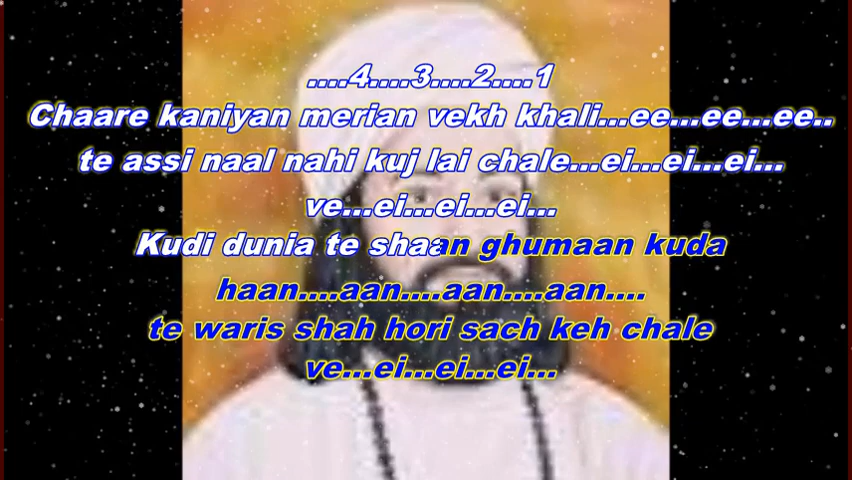 ....4....3....2....1
Chaare kaniyan merian vekh khali...ee...ee...ee..
te assi naal nahi kuj lai chale...ei...ei...ei...
ve...ei...ei...ei...
Kudi dunia te shaan ghumaan kuda
haan....aan....aan....aan....
te waris shah hori sach keh chale
ve...ei...ei...ei...